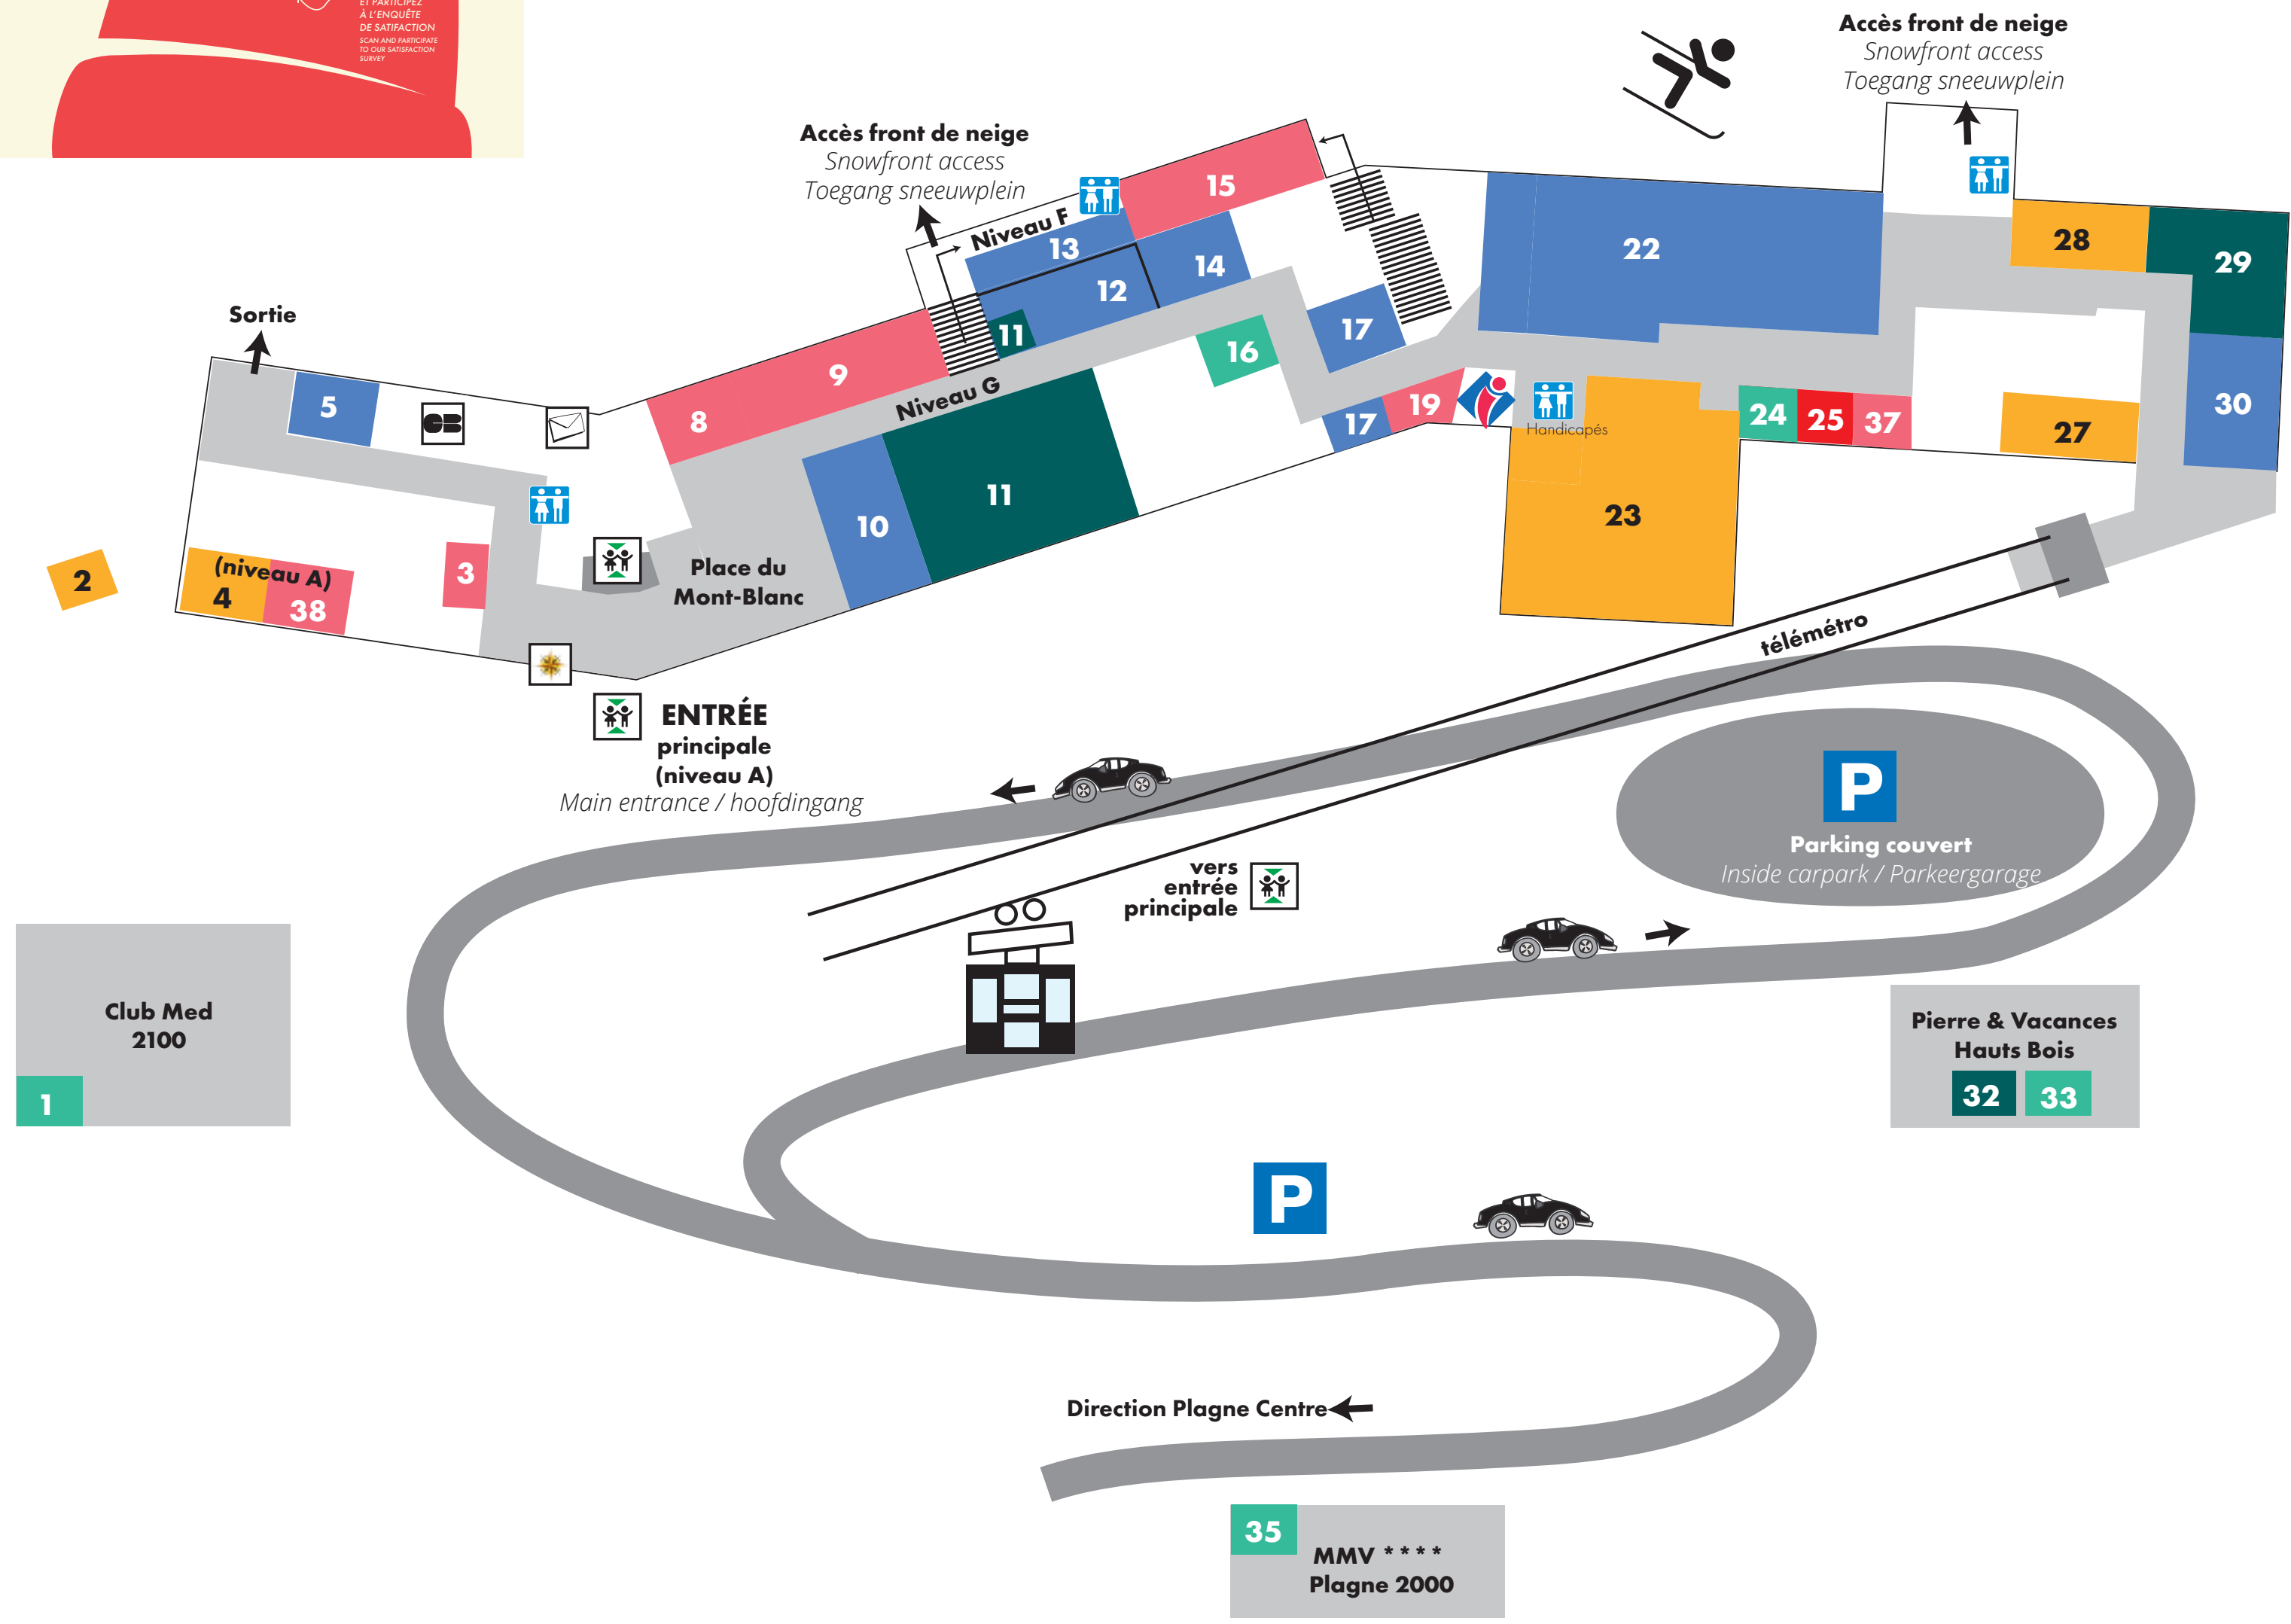 ET PARTICIPEZ
À L'ENQUÊTE
DE SATIFACTION
SCAN AND PARTICIPATE
TO OUR SATISFACTION
SURVEY
Accès front de neige
Snowfront access
Toegang sneeuwplein
Accès front de neige
Snowfront access
Toegang sneeuwplein
Sortie
Niveau F
Niveau G
15
13
14
12
11
22
28
29
17
16
9
5
CB
8
17
19
Handicapés
24
25
37
27
30
10
11
23
2
(niveau A)
4
38
3
Place du
Mont-Blanc
télémétro
ENTRÉE
principale
(niveau A)
Main entrance / hoofdingang
P
Parking couvert
Inside carpark / Parkeergarage
vers
entrée
principale
Club Med
2100
1
Pierre & Vacances
Hauts Bois
32
33
P
Direction Plagne Centre
35
MMV ****
Plagne 2000